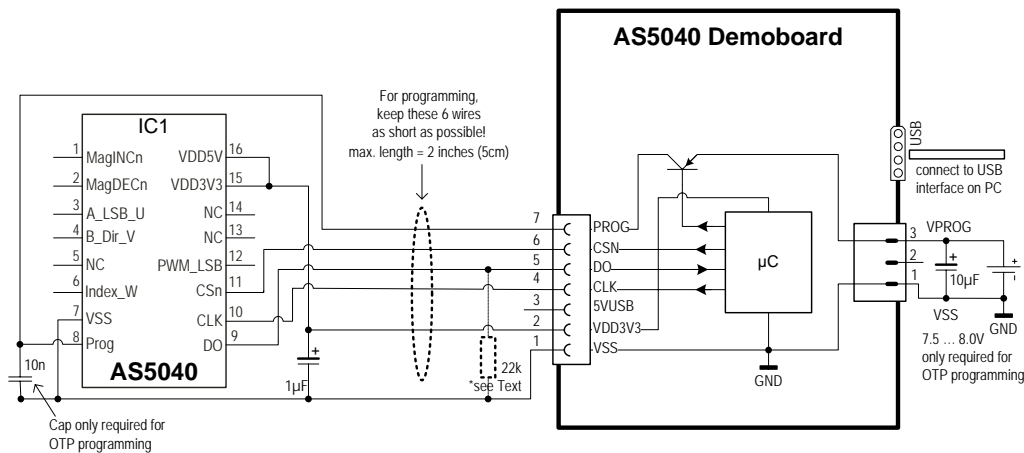 AS5040 Demoboard
For programming,
keep these 6 wires
as short as possible!
max. length = 2 inches (5cm)
IC1
1 MagINCn
2 MagDECn
3 A_LSB_U
4 B_Dir_V
5 NC
6 Index_W
7 VSS
8 Prog
VDD5V 16
VDD3V3 15
NC 14
NC 13
PWM_LSB 12
CSn 11
CLK 10
DO 9
AS5040
10n
Cap only required for
OTP programming
+
1µF
22k
*see Text
7 PROG
6 CSN
5 DO
4 CLK
3 5VUSB
2 VDD3V3
1 VSS
µC
GND
USB
connect to USB
interface on PC
3 VPROG
2
1
+
10µF
+
-
VSS
GND
7.5 ... 8.0V
only required for
OTP programming